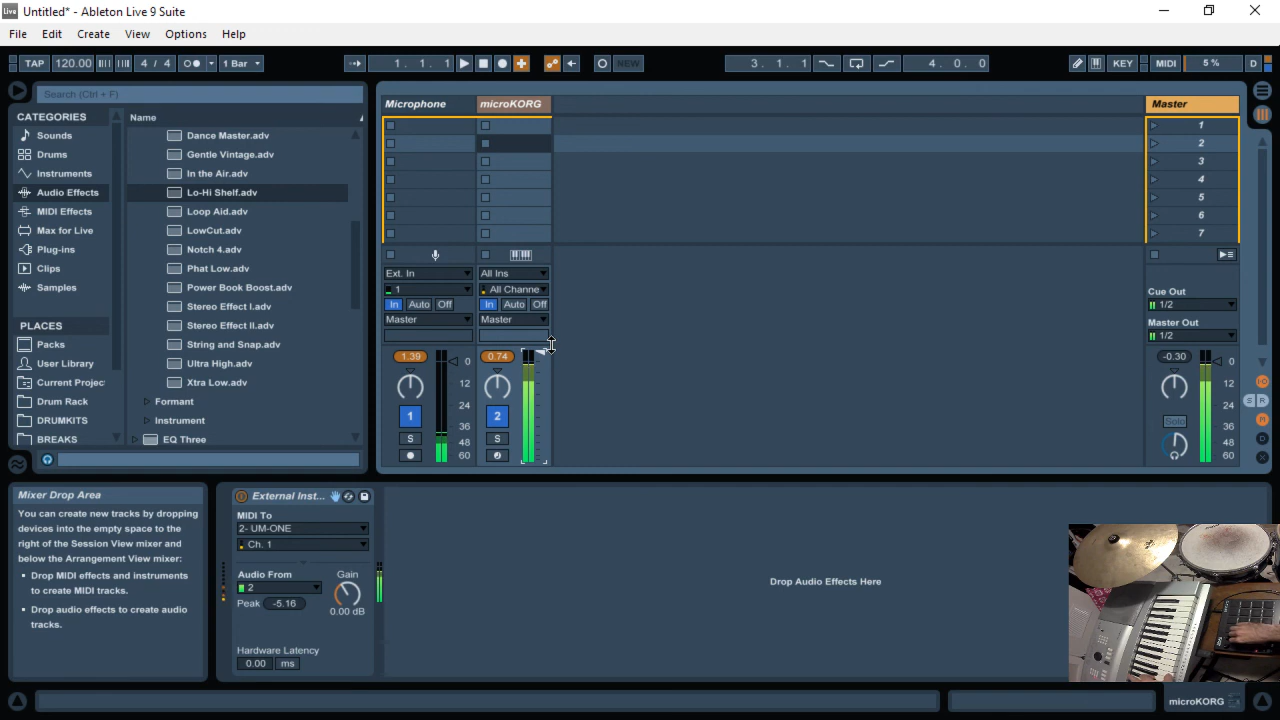 Live Untitled* - Ableton Live 9 Suite
File Edit Create View Options Help
TAP 120.00 4 / 4 1 Bar 1. 1. 1 NEW 3. 1. 1 4. 0. 0 KEY MIDI 5 % D
Search (Ctrl + F)
CATEGORIES
Sounds
Drums
Instruments
Audio Effects
MIDI Effects
Max for Live
Plug-ins
Clips
Samples
PLACES
Packs
User Library
Current Projec
Drum Rack
DRUMKITS
BREAKS
Name
Dance Master.adv
Gentle Vintage.adv
In the Air.adv
Lo-Hi Shelf.adv
Loop Aid.adv
LowCut.adv
Notch 4.adv
Phat Low.adv
Power Book Boost.adv
Stereo Effect I.adv
Stereo Effect II.adv
String and Snap.adv
Ultra High.adv
Xtra Low.adv
Formant
Instrument
EQ Three
Microphone microKORG Master
1
2
3
4
5
6
7
Ext. In All Ins
1 All Channe
In Auto Off In Auto Off
Master Master
Cue Out
1/2
Master Out
1/2
1.39 0.74 -0.30
0
12
24
36
48
60
1 2 Solo
S S
0
12
24
36
48
60
S R
M
D
Mixer Drop Area
You can create new tracks by dropping
devices into the empty space to the
right of the Session View mixer and
below the Arrangement View mixer:
Drop MIDI effects and instruments
to create MIDI tracks.
Drop audio effects to create audio
tracks.
External Inst...
MIDI To
2- UM-ONE
Ch. 1
Audio From Gain
2
Peak -5.16 0.00 dB
Hardware Latency
0.00 ms
Drop Audio Effects Here
microKORG